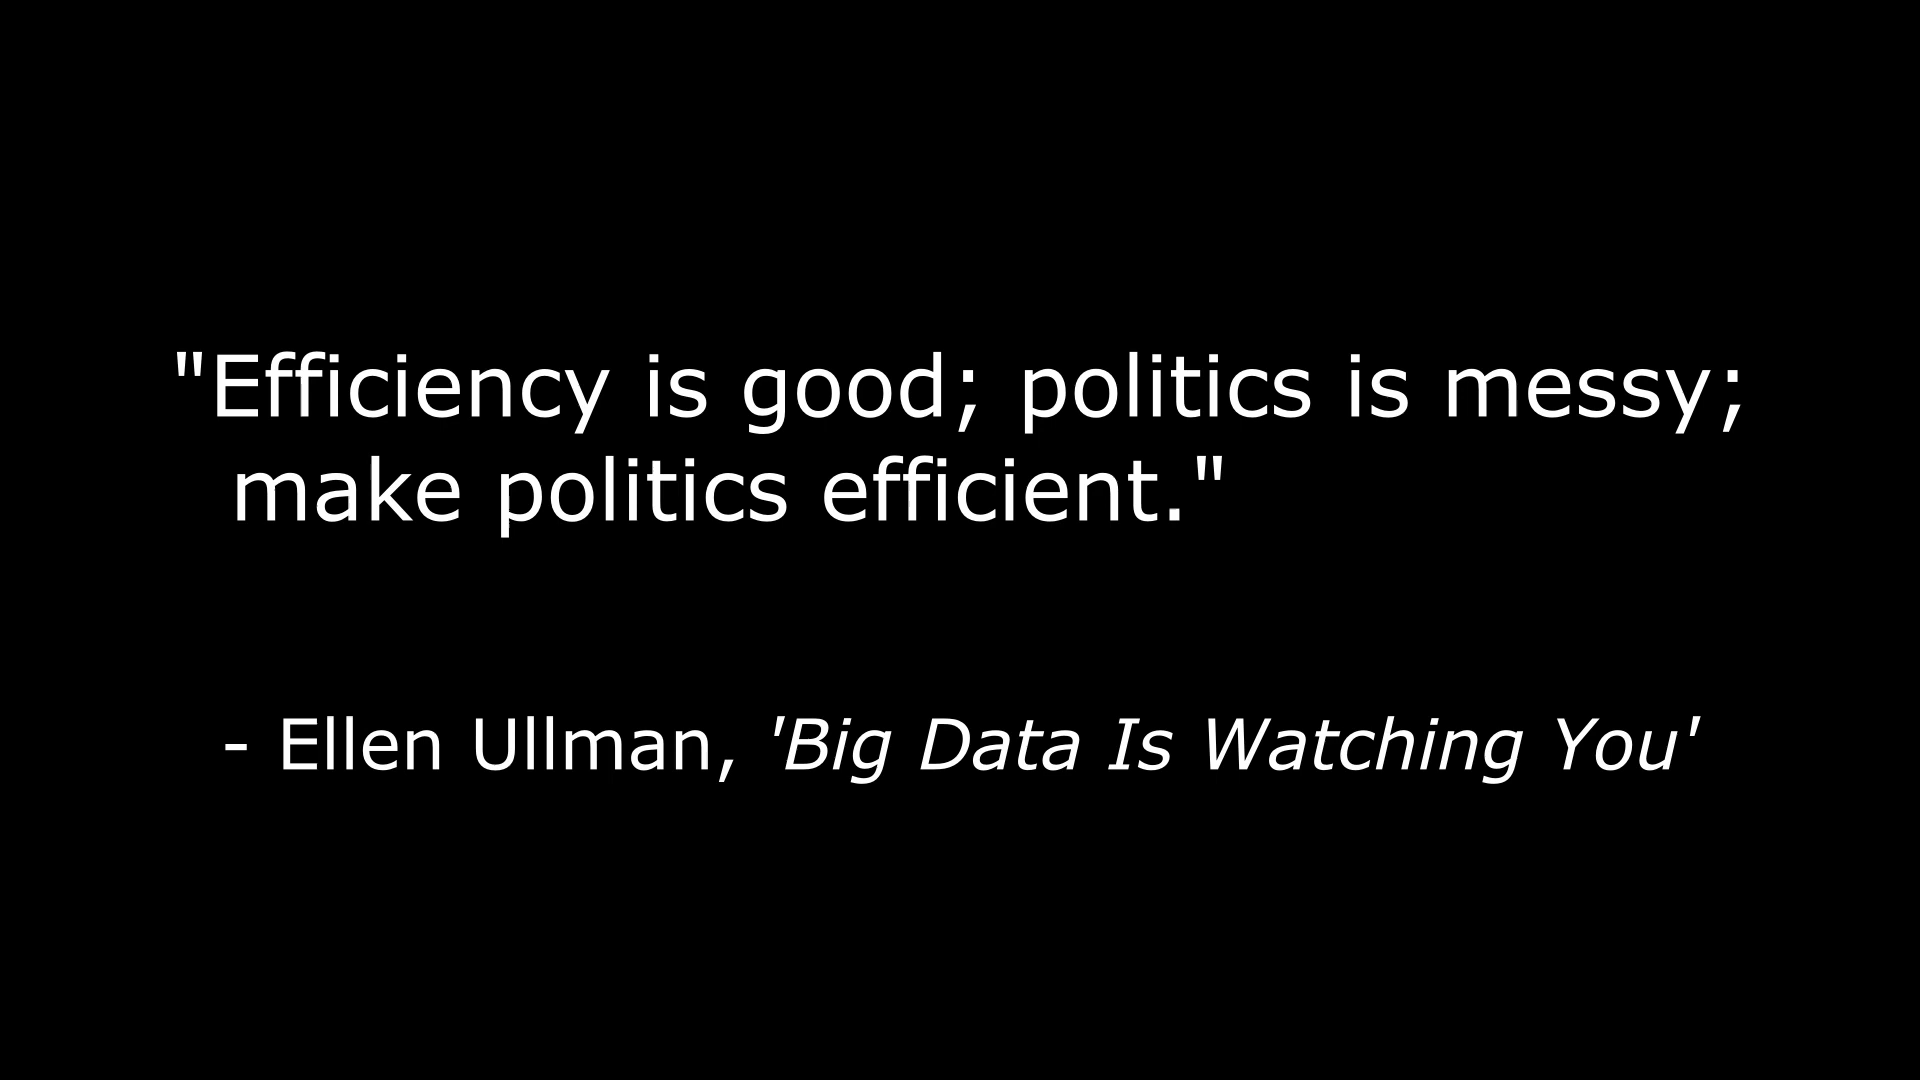 "Efficiency is good; politics is messy;
make politics efficient."
- Ellen Ullman, 'Big Data Is Watching You'